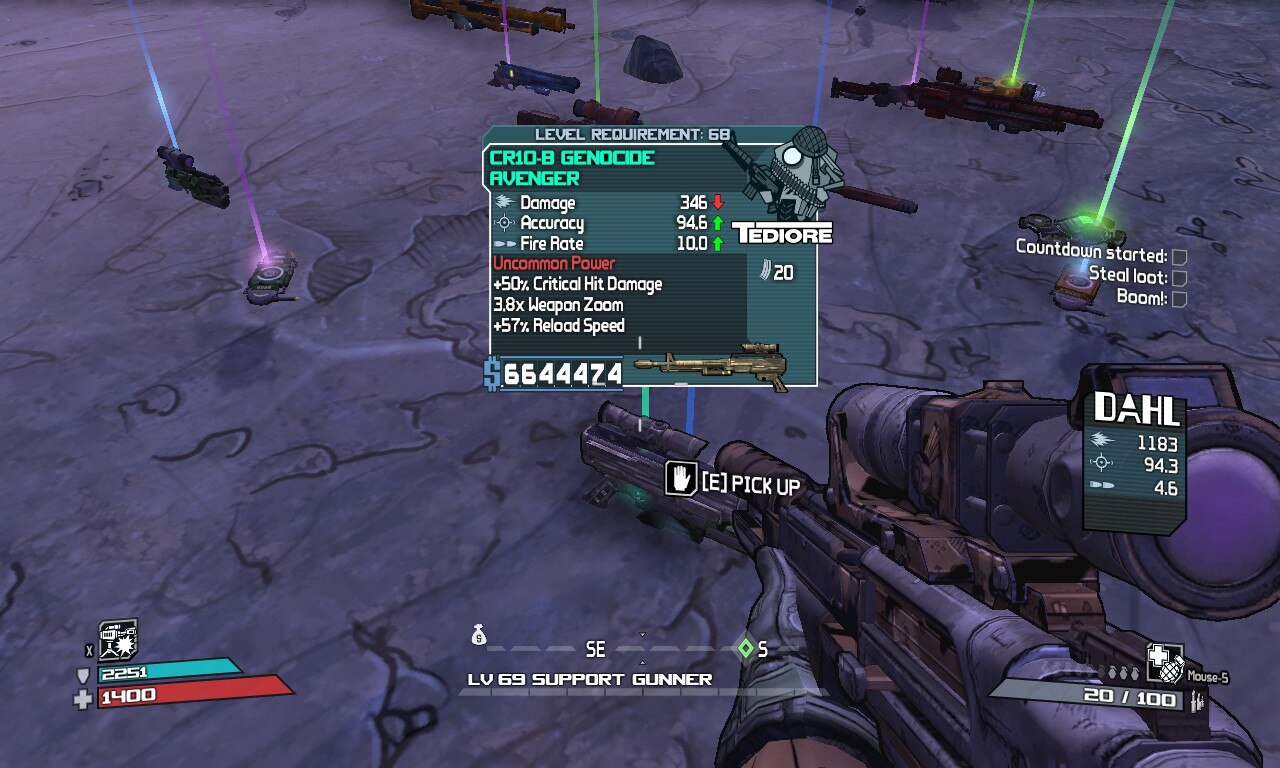 LEVEL REQUIREMENT: 68
CR10-B GENOCIDE
AVENGER
Damage 346
Accuracy 94.6
Fire Rate 10.0
TEDIORE
Uncommon Power
20
+50% Critical Hit Damage
3.8x Weapon Zoom
+57% Reload Speed
$6644474
Countdown started:
Steal loot:
Boom!:
DAHL
1183
94.3
4.6
[E] PICK UP
X
2251
1400
$
SE
S
LV 69 SUPPORT GUNNER
Mouse-5
20 / 100